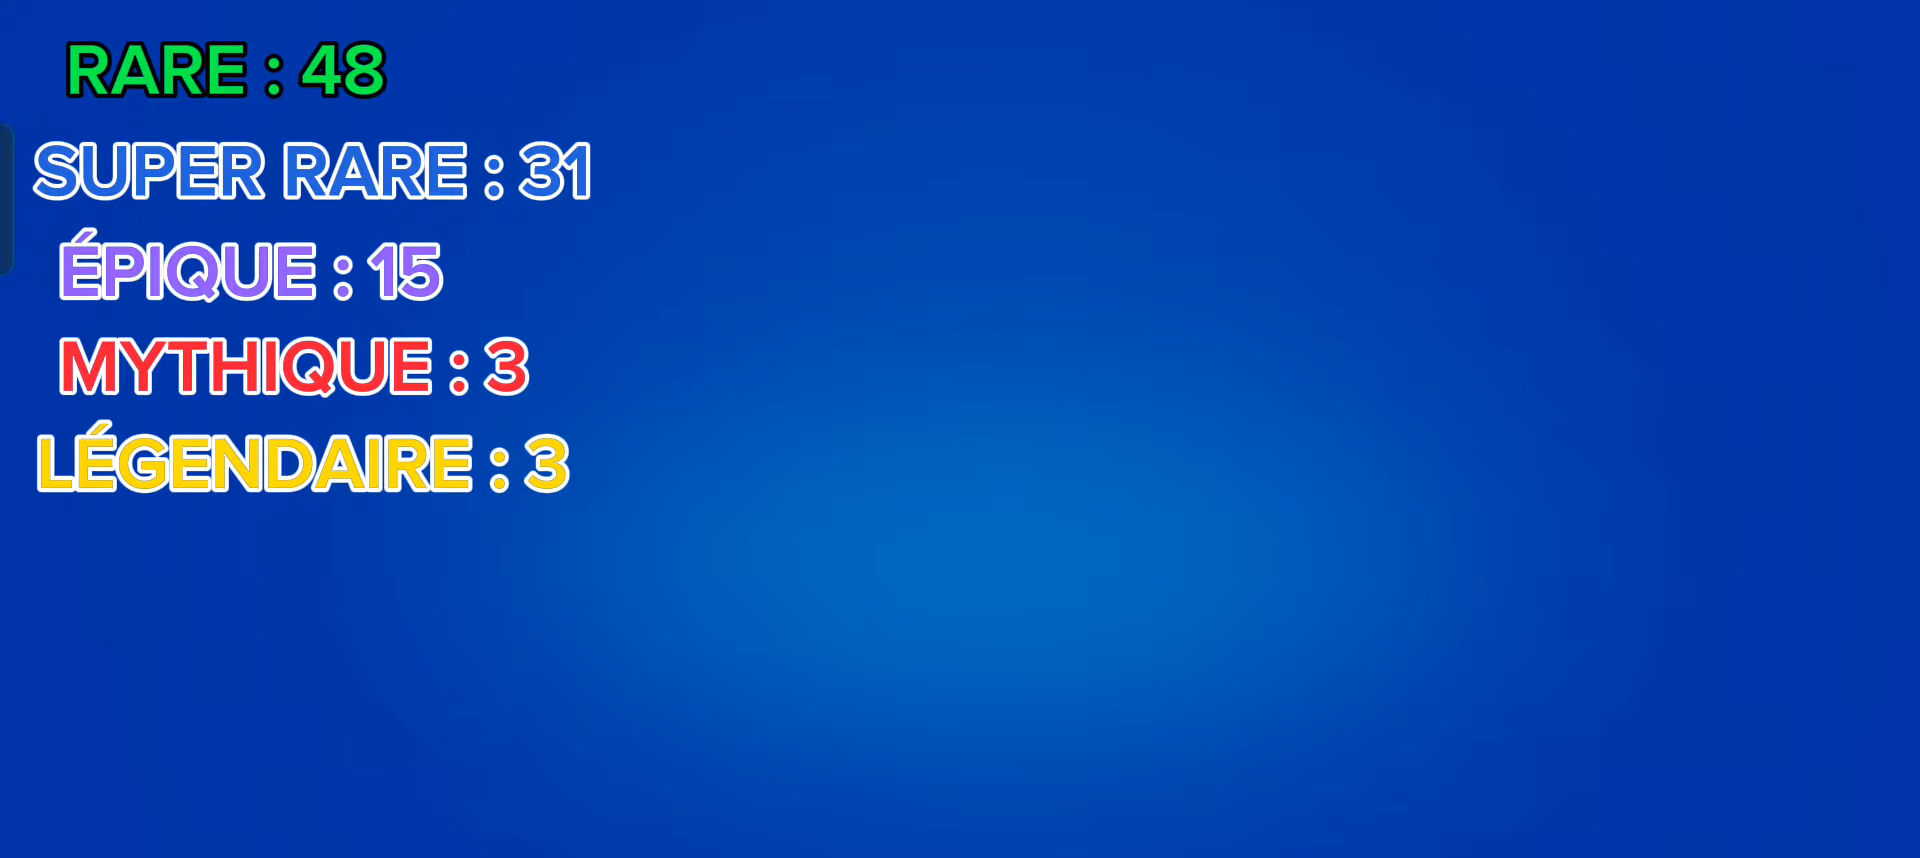 RARE : 48
SUPER RARE : 31
ÉPIQUE : 15
MYTHIQUE : 3
LÉGENDAIRE : 3